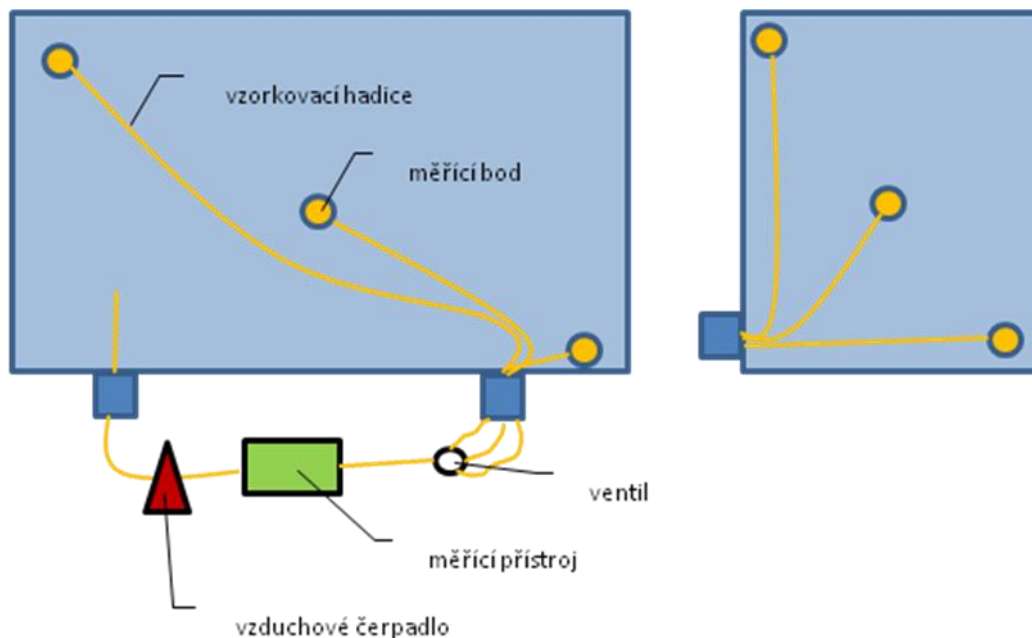 vzorkovací hadice
měřící bod
ventil
měřící přístroj
vzduchové čerpadlo